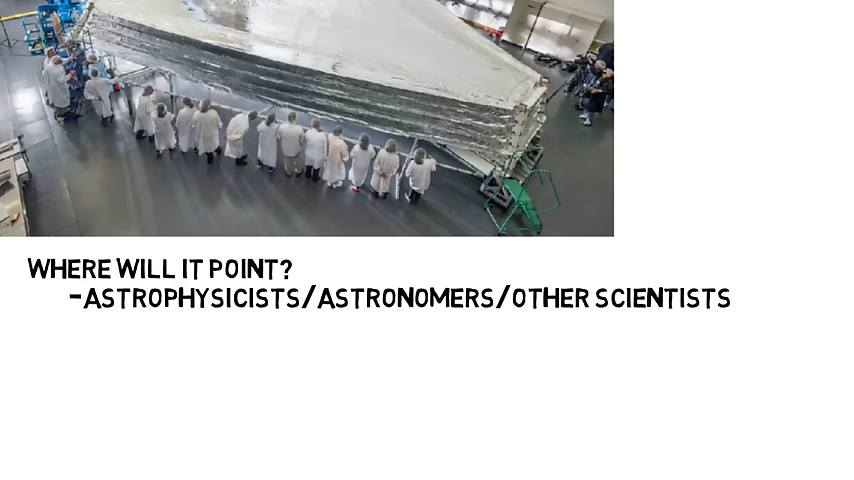 WHERE WILL IT POINT?
-ASTROPHYSICISTS/ASTRONOMERS/OTHER SCIENTISTS